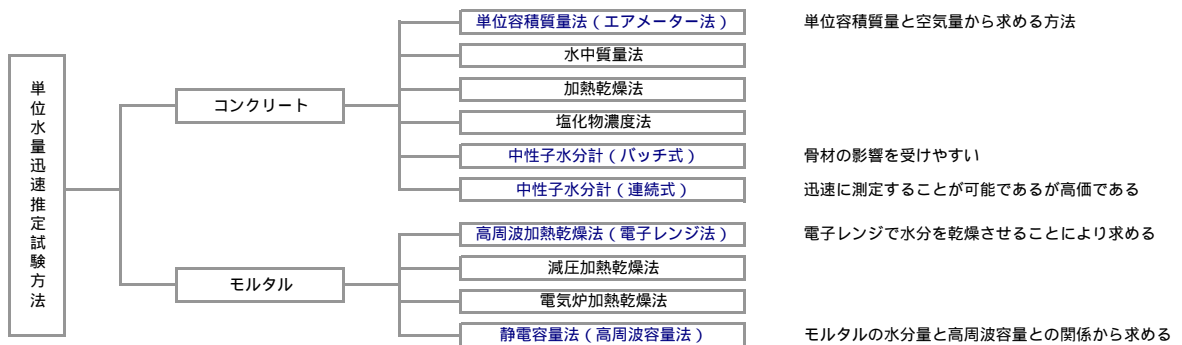 単位水量迅速推定試験方法
コンクリート
単位容積質量法（エアメーター法） 単位容積質量と空気量から求める方法
水中質量法
加熱乾燥法
塩化物濃度法
中性子水分計（バッチ式） 骨材の影響を受けやすい
中性子水分計（連続式） 迅速に測定することが可能であるが高価である
モルタル
高周波加熱乾燥法（電子レンジ法） 電子レンジで水分を乾燥させることにより求める
減圧加熱乾燥法
電気炉加熱乾燥法
静電容量法（高周波容量法） モルタルの水分量と高周波容量との関係から求める